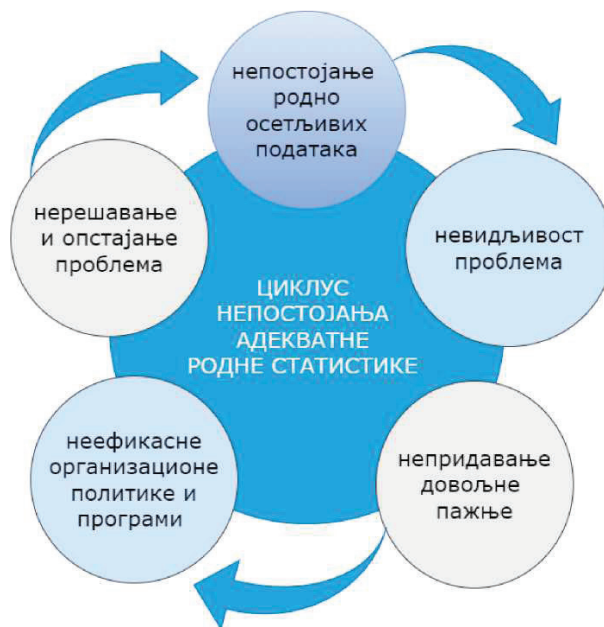 непостојање
родно
осетљивих
података
невидљивост
проблема
непридавање
довољне
пажње
неефикасне
организационе
политике и
програми
нерешавање
и опстајање
проблема
ЦИКЛУС
НЕПОСТОЈАЊА
АДЕКВАТНЕ
РОДНЕ СТАТИСТИКЕ